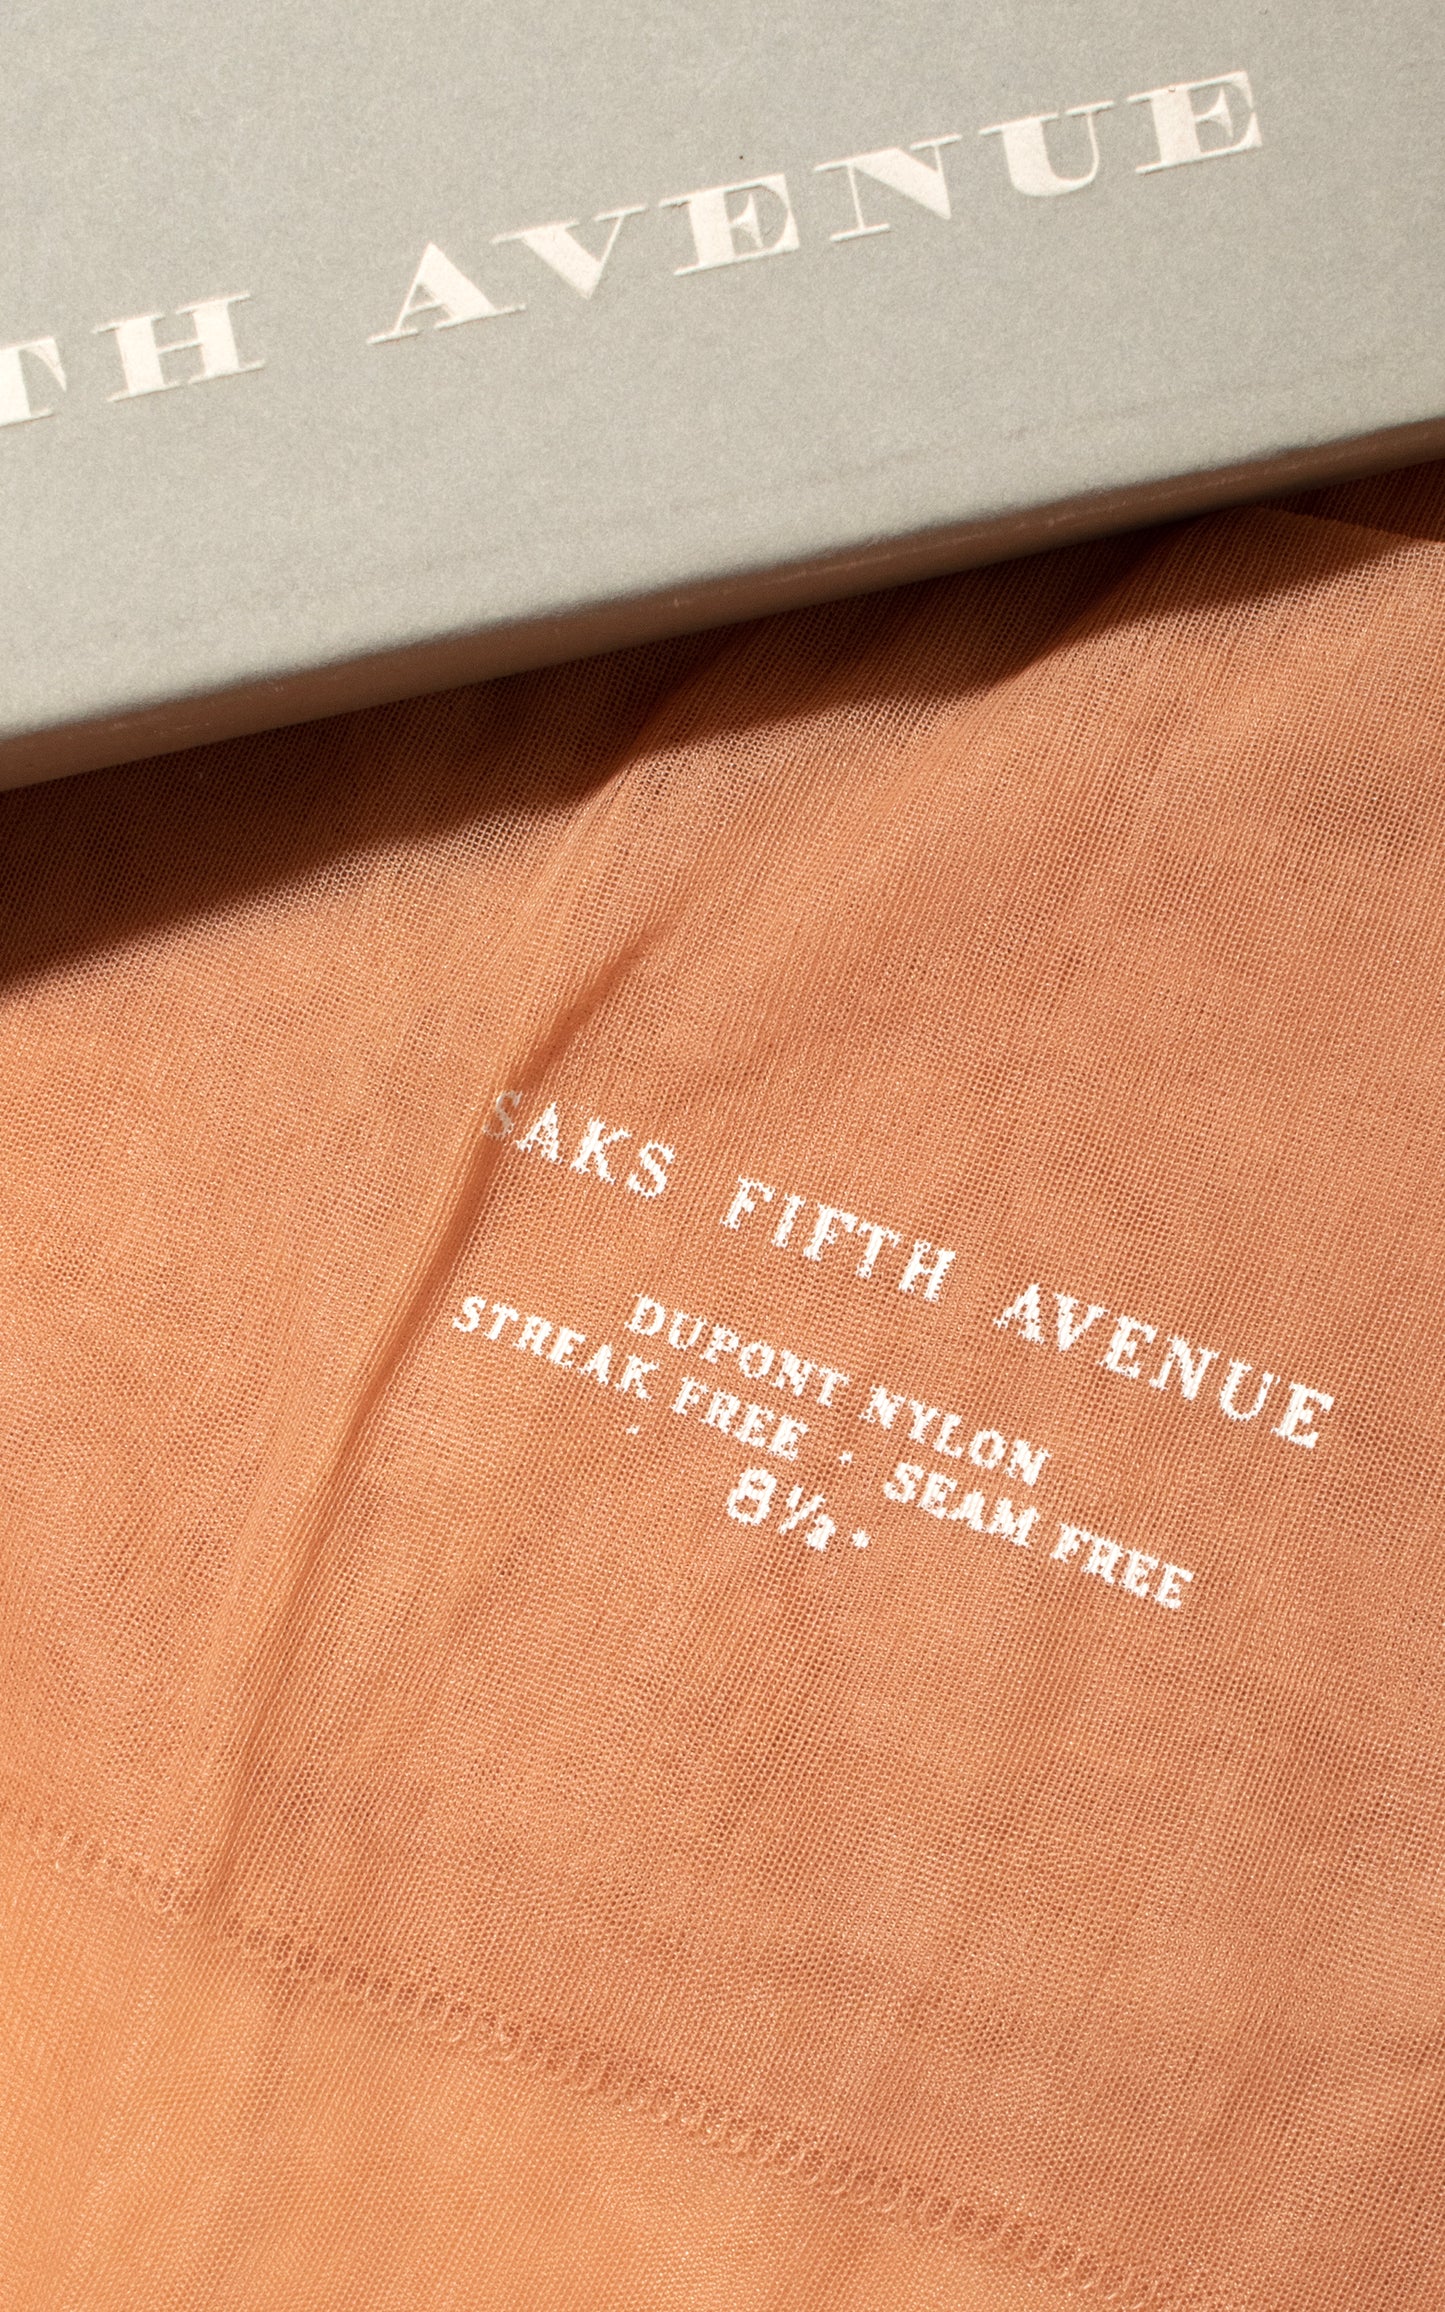 TH AVENUE
SAKS FIFTH AVENUE
DUPONT NYLON
STREAK FREE . SEAM FREE
8½